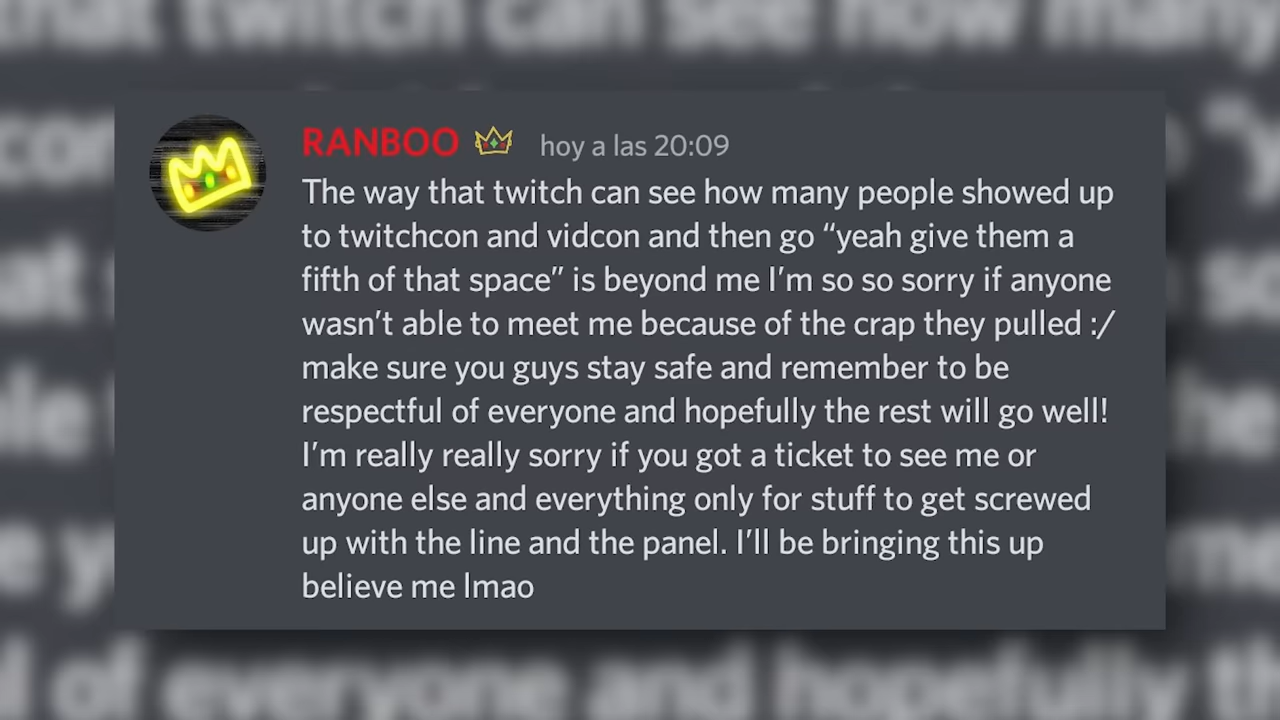 RANBOO hoy a las 20:09
The way that twitch can see how many people showed up
to twitchcon and vidcon and then go “yeah give them a
fifth of that space” is beyond me I’m so so sorry if anyone
wasn’t able to meet me because of the crap they pulled :/
make sure you guys stay safe and remember to be
respectful of everyone and hopefully the rest will go well!
I’m really really sorry if you got a ticket to see me or
anyone else and everything only for stuff to get screwed
up with the line and the panel. I’ll be bringing this up
believe me lmao